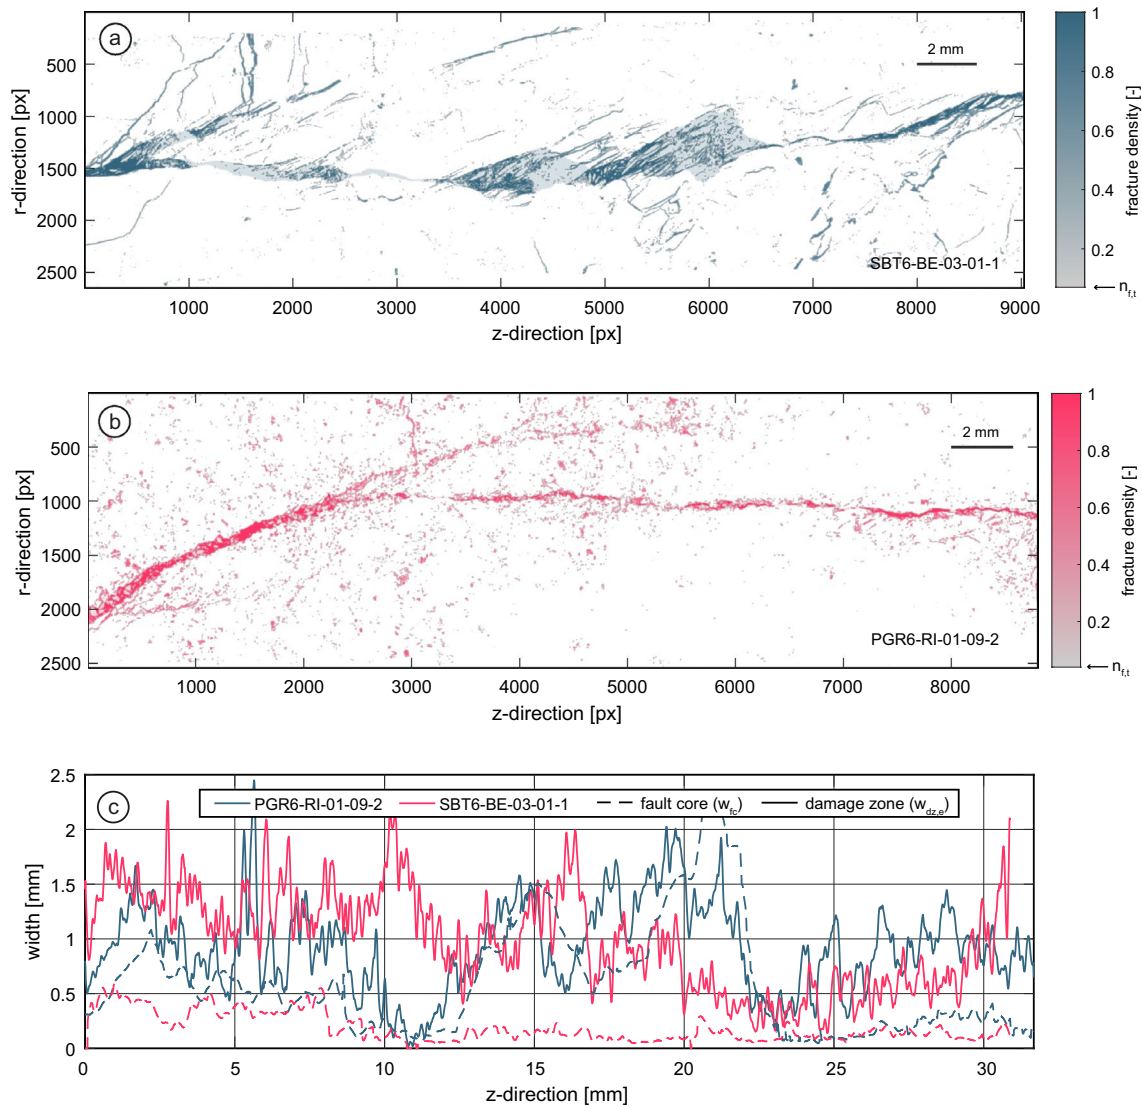 a
2 mm
500
1000
1500
2000
2500
r-direction [px]
1000 2000 3000 4000 5000 6000 7000 8000 9000
z-direction [px]
SBT6-BE-03-01-1
1
0.8
0.6
0.4
0.2
fracture density [-]
← n_f,t
b
2 mm
500
1000
1500
2000
2500
r-direction [px]
1000 2000 3000 4000 5000 6000 7000 8000
z-direction [px]
PGR6-RI-01-09-2
1
0.8
0.6
0.4
0.2
fracture density [-]
← n_f,t
c
PGR6-RI-01-09-2 SBT6-BE-03-01-1 fault core (w_fc) damage zone (w_dz,e)
2.5
2
1.5
1
0.5
0
width [mm]
0 5 10 15 20 25 30
z-direction [mm]